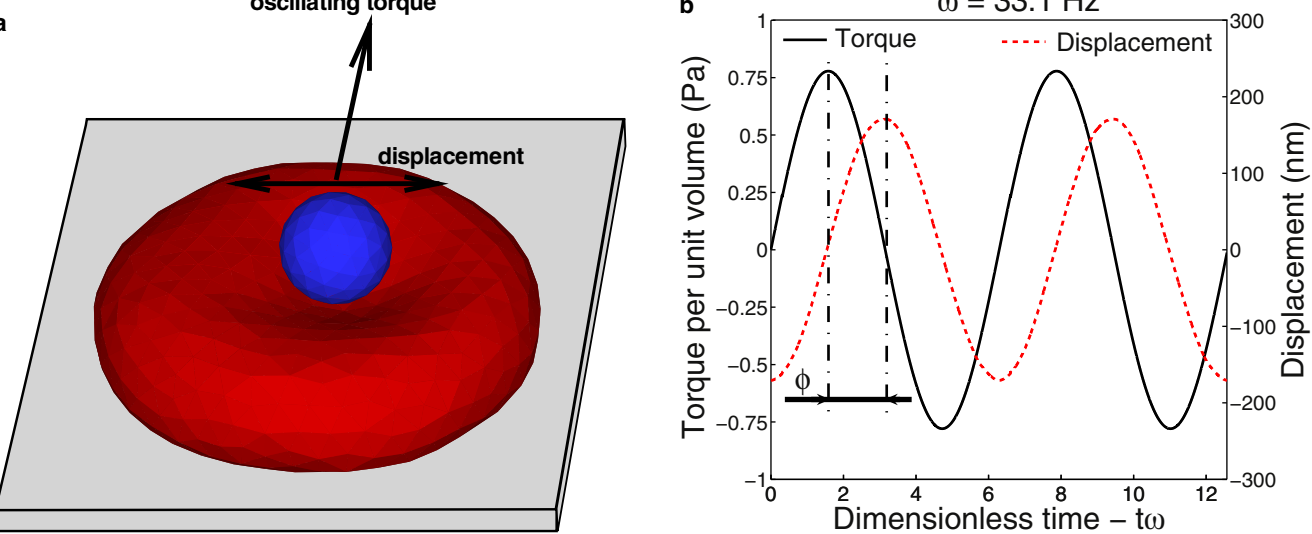 a
oscillating torque
displacement
b
ω = 33.1 Hz
Torque
Displacement
1
0.75
0.5
0.25
0
−0.25
−0.5
−0.75
−1
300
200
100
0
−100
−200
−300
Torque per unit volume (Pa)
Displacement (nm)
ϕ
0 2 4 6 8 10 12
Dimensionless time − tω